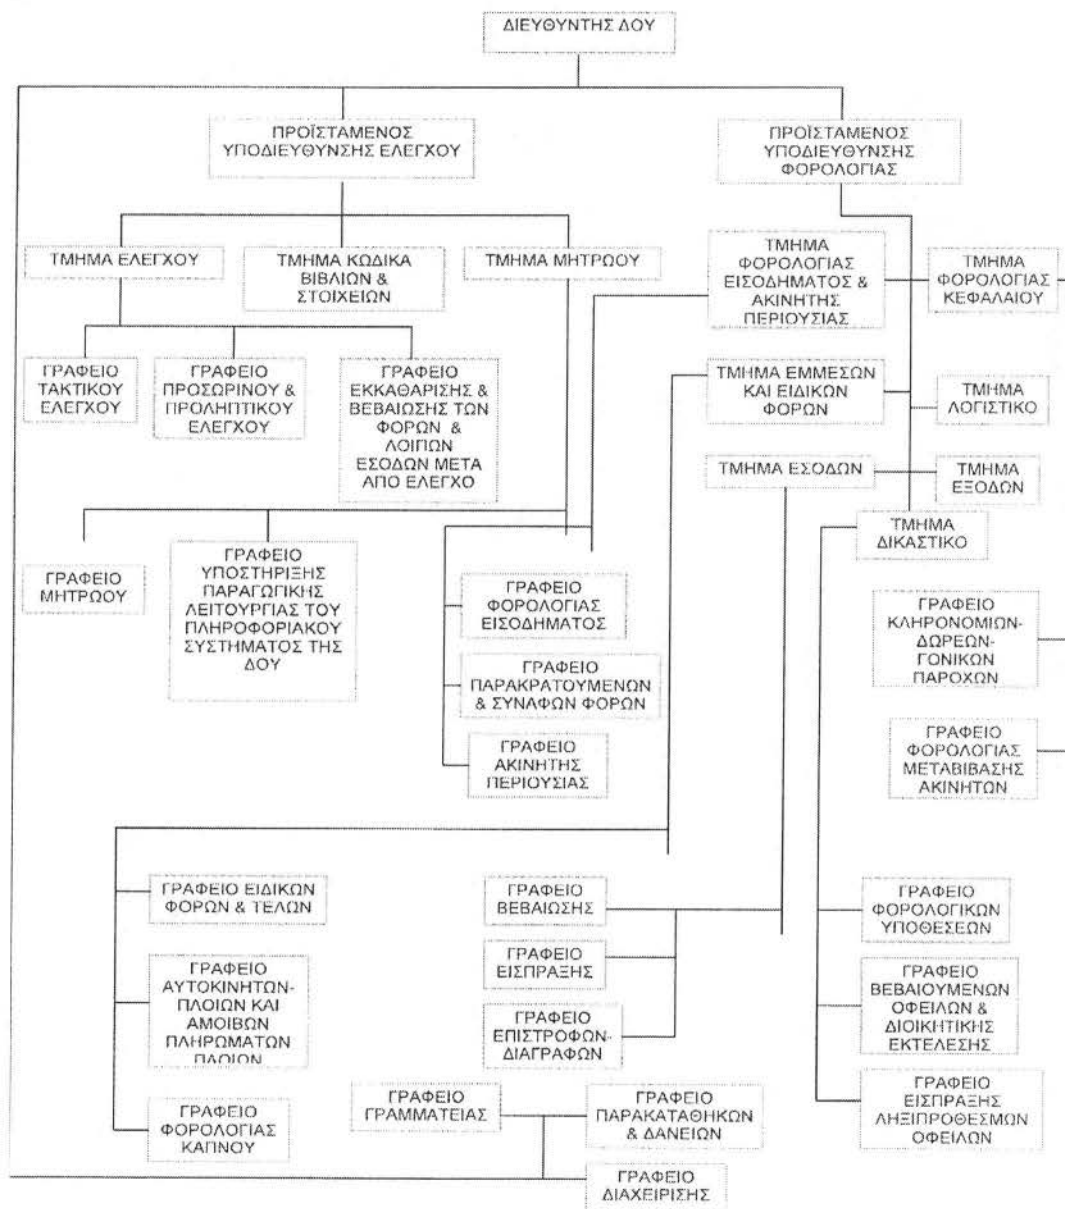 ΔΙΕΥΘΥΝΤΗΣ ΔΟΥ
ΠΡΟΪΣΤΑΜΕΝΟΣ
ΥΠΟΔΙΕΥΘΥΝΣΗΣ ΕΛΕΓΧΟΥ
ΠΡΟΪΣΤΑΜΕΝΟΣ
ΥΠΟΔΙΕΥΘΥΝΣΗΣ
ΦΟΡΟΛΟΓΙΑΣ
ΤΜΗΜΑ ΕΛΕΓΧΟΥ
ΤΜΗΜΑ ΚΩΔΙΚΑ
ΒΙΒΛΙΩΝ &
ΣΤΟΙΧΕΙΩΝ
ΤΜΗΜΑ ΜΗΤΡΩΟΥ
ΤΜΗΜΑ
ΦΟΡΟΛΟΓΙΑΣ
ΕΙΣΟΔΗΜΑΤΟΣ &
ΑΚΙΝΗΤΗΣ
ΠΕΡΙΟΥΣΙΑΣ
ΤΜΗΜΑ
ΦΟΡΟΛΟΓΙΑΣ
ΚΕΦΑΛΑΙΟΥ
ΓΡΑΦΕΙΟ
ΤΑΚΤΙΚΟΥ
ΕΛΕΓΧΟΥ
ΓΡΑΦΕΙΟ
ΠΡΟΣΩΡΙΝΟΥ &
ΠΡΟΛΗΠΤΙΚΟΥ
ΕΛΕΓΧΟΥ
ΓΡΑΦΕΙΟ
ΕΚΚΑΘΑΡΙΣΗΣ &
ΒΕΒΑΙΩΣΗΣ ΤΩΝ
ΦΟΡΩΝ &
ΛΟΙΠΩΝ
ΕΣΟΔΩΝ ΜΕΤΑ
ΑΠΟ ΕΛΕΓΧΟ
ΤΜΗΜΑ ΕΜΜΕΣΩΝ
ΚΑΙ ΕΙΔΙΚΩΝ
ΦΟΡΩΝ
ΤΜΗΜΑ
ΛΟΓΙΣΤΙΚΟ
ΤΜΗΜΑ ΕΣΟΔΩΝ
ΤΜΗΜΑ
ΕΞΟΔΩΝ
ΤΜΗΜΑ
ΔΙΚΑΣΤΙΚΟ
ΓΡΑΦΕΙΟ
ΜΗΤΡΩΟΥ
ΓΡΑΦΕΙΟ
ΥΠΟΣΤΗΡΙΞΗΣ
ΠΑΡΑΓΩΓΙΚΗΣ
ΛΕΙΤΟΥΡΓΙΑΣ ΤΟΥ
ΠΛΗΡΟΦΟΡΙΑΚΟΥ
ΣΥΣΤΗΜΑΤΟΣ ΤΗΣ
ΔΟΥ
ΓΡΑΦΕΙΟ
ΦΟΡΟΛΟΓΙΑΣ
ΕΙΣΟΔΗΜΑΤΟΣ
ΓΡΑΦΕΙΟ
ΠΑΡΑΚΡΑΤΟΥΜΕΝΩΝ
& ΣΥΝΑΦΩΝ ΦΟΡΩΝ
ΓΡΑΦΕΙΟ
ΑΚΙΝΗΤΗΣ
ΠΕΡΙΟΥΣΙΑΣ
ΓΡΑΦΕΙΟ
ΚΛΗΡΟΝΟΜΙΩΝ-
ΔΩΡΕΩΝ-
ΓΟΝΙΚΩΝ
ΠΑΡΟΧΩΝ
ΓΡΑΦΕΙΟ
ΦΟΡΟΛΟΓΙΑΣ
ΜΕΤΑΒΙΒΑΣΗΣ
ΑΚΙΝΗΤΩΝ
ΓΡΑΦΕΙΟ ΕΙΔΙΚΩΝ
ΦΟΡΩΝ & ΤΕΛΩΝ
ΓΡΑΦΕΙΟ
ΑΥΤΟΚΙΝΗΤΩΝ-
ΠΛΟΙΩΝ ΚΑΙ
ΑΜΟΙΒΩΝ
ΠΛΗΡΩΜΑΤΩΝ
ΠΛΟΙΩΝ
ΓΡΑΦΕΙΟ
ΦΟΡΟΛΟΓΙΑΣ
ΚΑΠΝΟΥ
ΓΡΑΦΕΙΟ
ΒΕΒΑΙΩΣΗΣ
ΓΡΑΦΕΙΟ
ΕΙΣΠΡΑΞΗΣ
ΓΡΑΦΕΙΟ
ΕΠΙΣΤΡΟΦΩΝ-
ΔΙΑΓΡΑΦΩΝ
ΓΡΑΦΕΙΟ
ΦΟΡΟΛΟΓΙΚΩΝ
ΥΠΟΘΕΣΕΩΝ
ΓΡΑΦΕΙΟ
ΒΕΒΑΙΟΥΜΕΝΩΝ
ΟΦΕΙΛΩΝ &
ΔΙΟΙΚΗΤΙΚΗΣ
ΕΚΤΕΛΕΣΗΣ
ΓΡΑΦΕΙΟ
ΕΙΣΠΡΑΞΗΣ
ΛΗΞΙΠΡΟΘΕΣΜΩΝ
ΟΦΕΙΛΩΝ
ΓΡΑΦΕΙΟ
ΓΡΑΜΜΑΤΕΙΑΣ
ΓΡΑΦΕΙΟ
ΠΑΡΑΚΑΤΑΘΗΚΩΝ
& ΔΑΝΕΙΩΝ
ΓΡΑΦΕΙΟ
ΔΙΑΧΕΙΡΙΣΗΣ